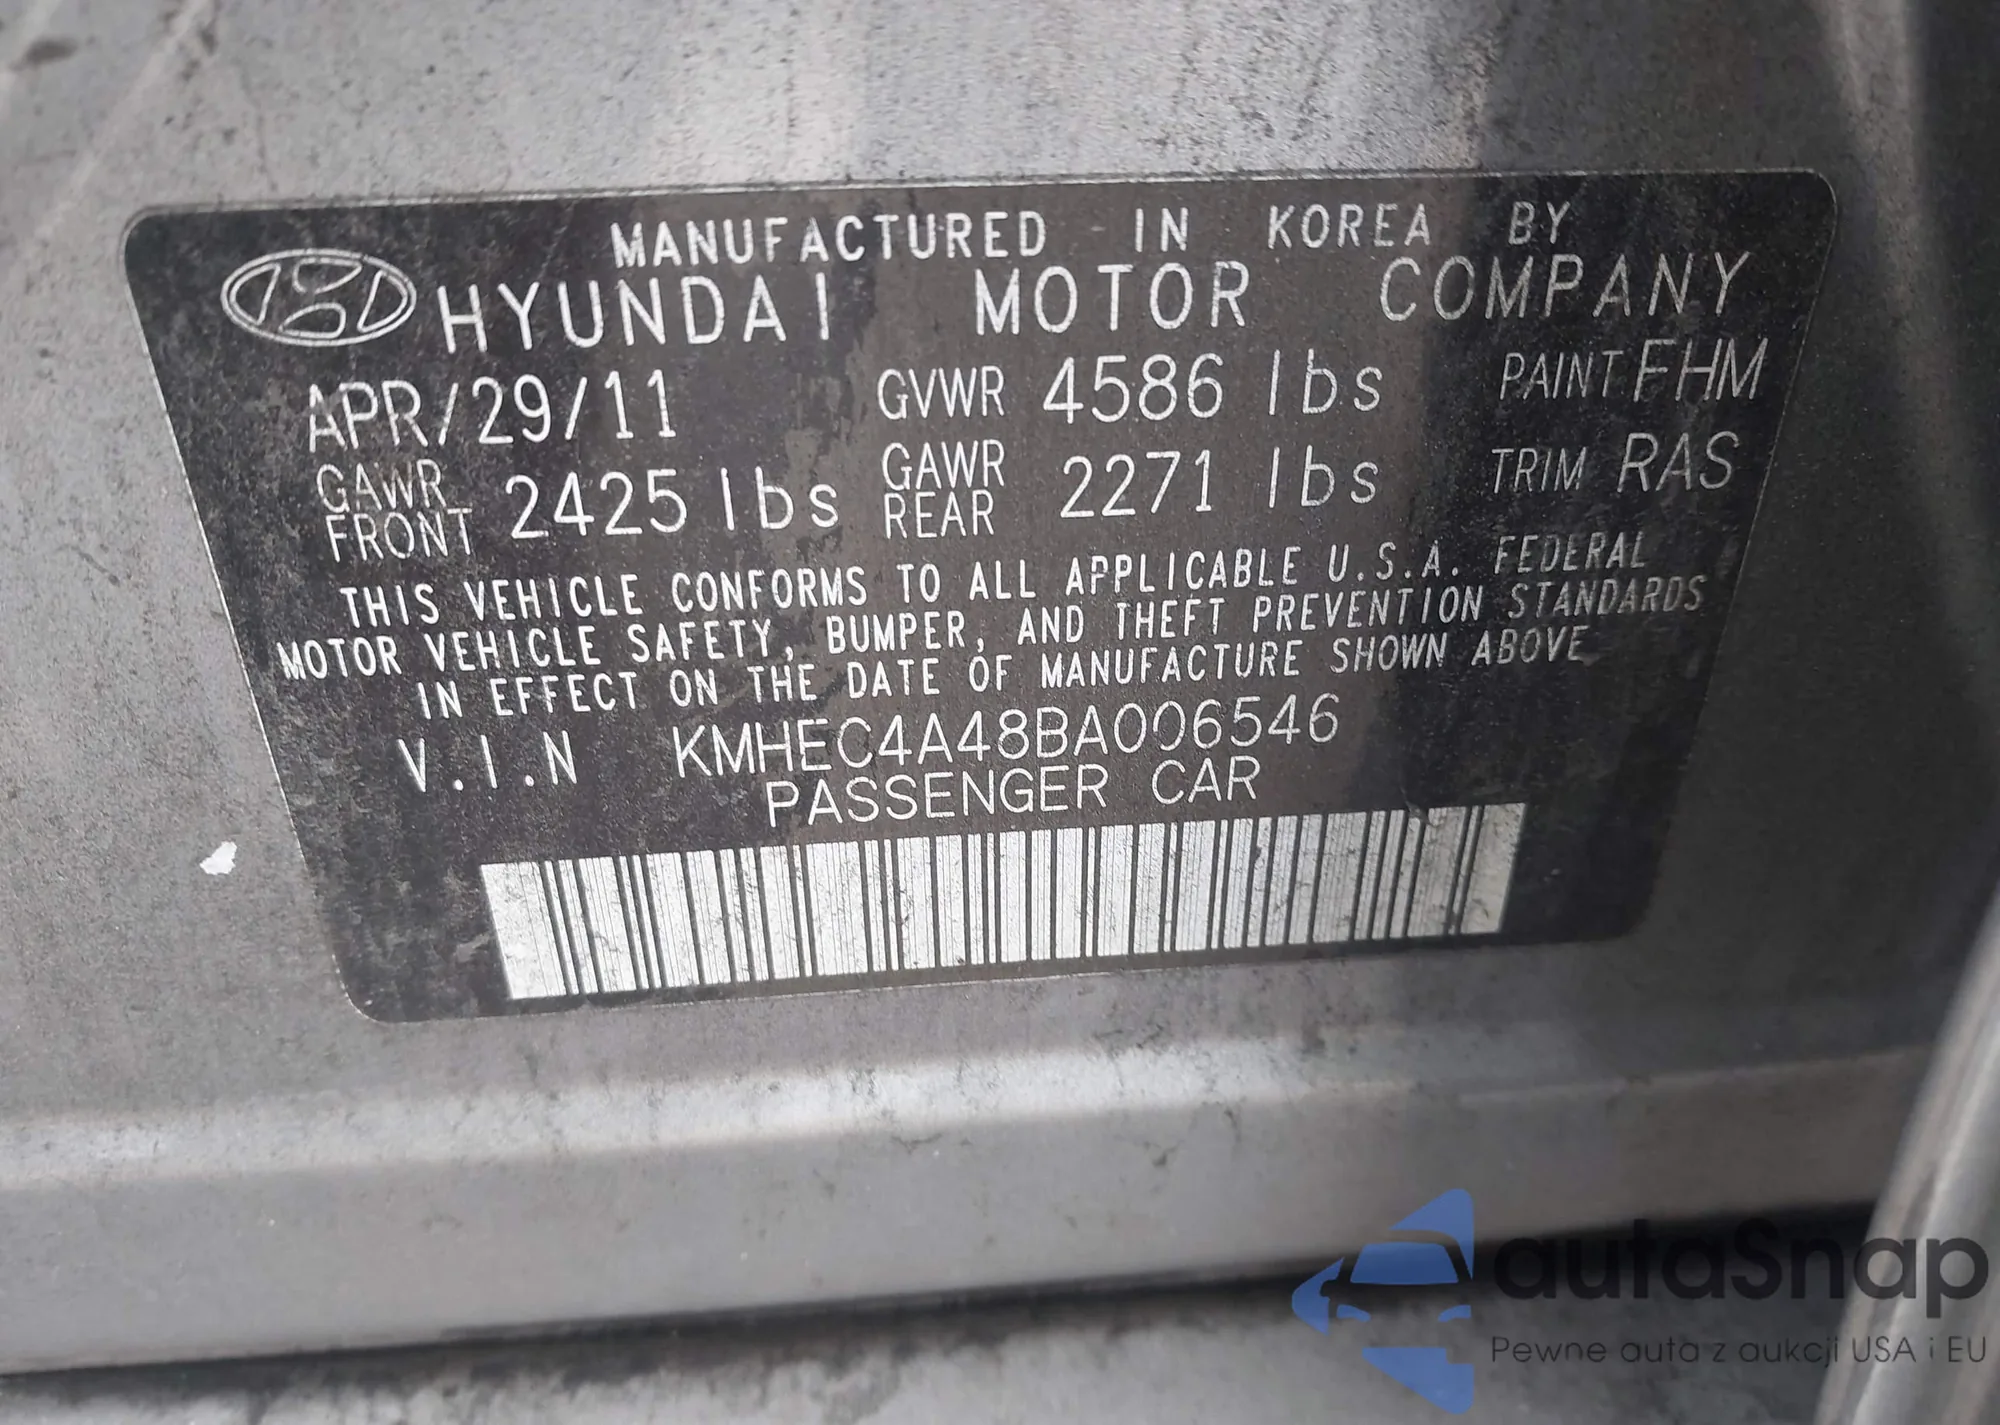 MANUFACTURED IN KOREA BY
HYUNDAI MOTOR COMPANY
APR/29/11 GVWR 4586 lbs PAINT FHM
GAWR FRONT 2425 lbs GAWR REAR 2271 lbs TRIM RAS
THIS VEHICLE CONFORMS TO ALL APPLICABLE U.S.A. FEDERAL
MOTOR VEHICLE SAFETY, BUMPER, AND THEFT PREVENTION STANDARDS
IN EFFECT ON THE DATE OF MANUFACTURE SHOWN ABOVE
V.I.N KMHEC4A48BA006546
PASSENGER CAR
autaSnap
Pewne auta z aukcji USA i EU